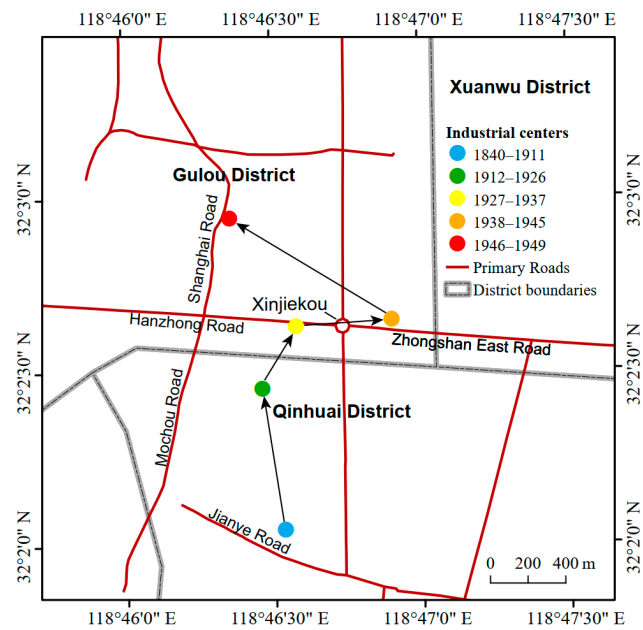 118°46'0" E 118°46'30" E 118°47'0" E 118°47'30" E
Xuanwu District
Industrial centers
1840–1911
1912–1926
1927–1937
1938–1945
1946–1949
Primary Roads
District boundaries
Gulou District
Shanghai Road
Xinjiekou
Hanzhong Road
Zhongshan East Road
Mochou Road
Qinhuai District
Jianye Road
0 200 400 m
32°3'0" N
32°2'30" N
32°2'0" N
32°3'0" N
32°2'30" N
32°2'0" N
118°46'0" E 118°46'30" E 118°47'0" E 118°47'30" E